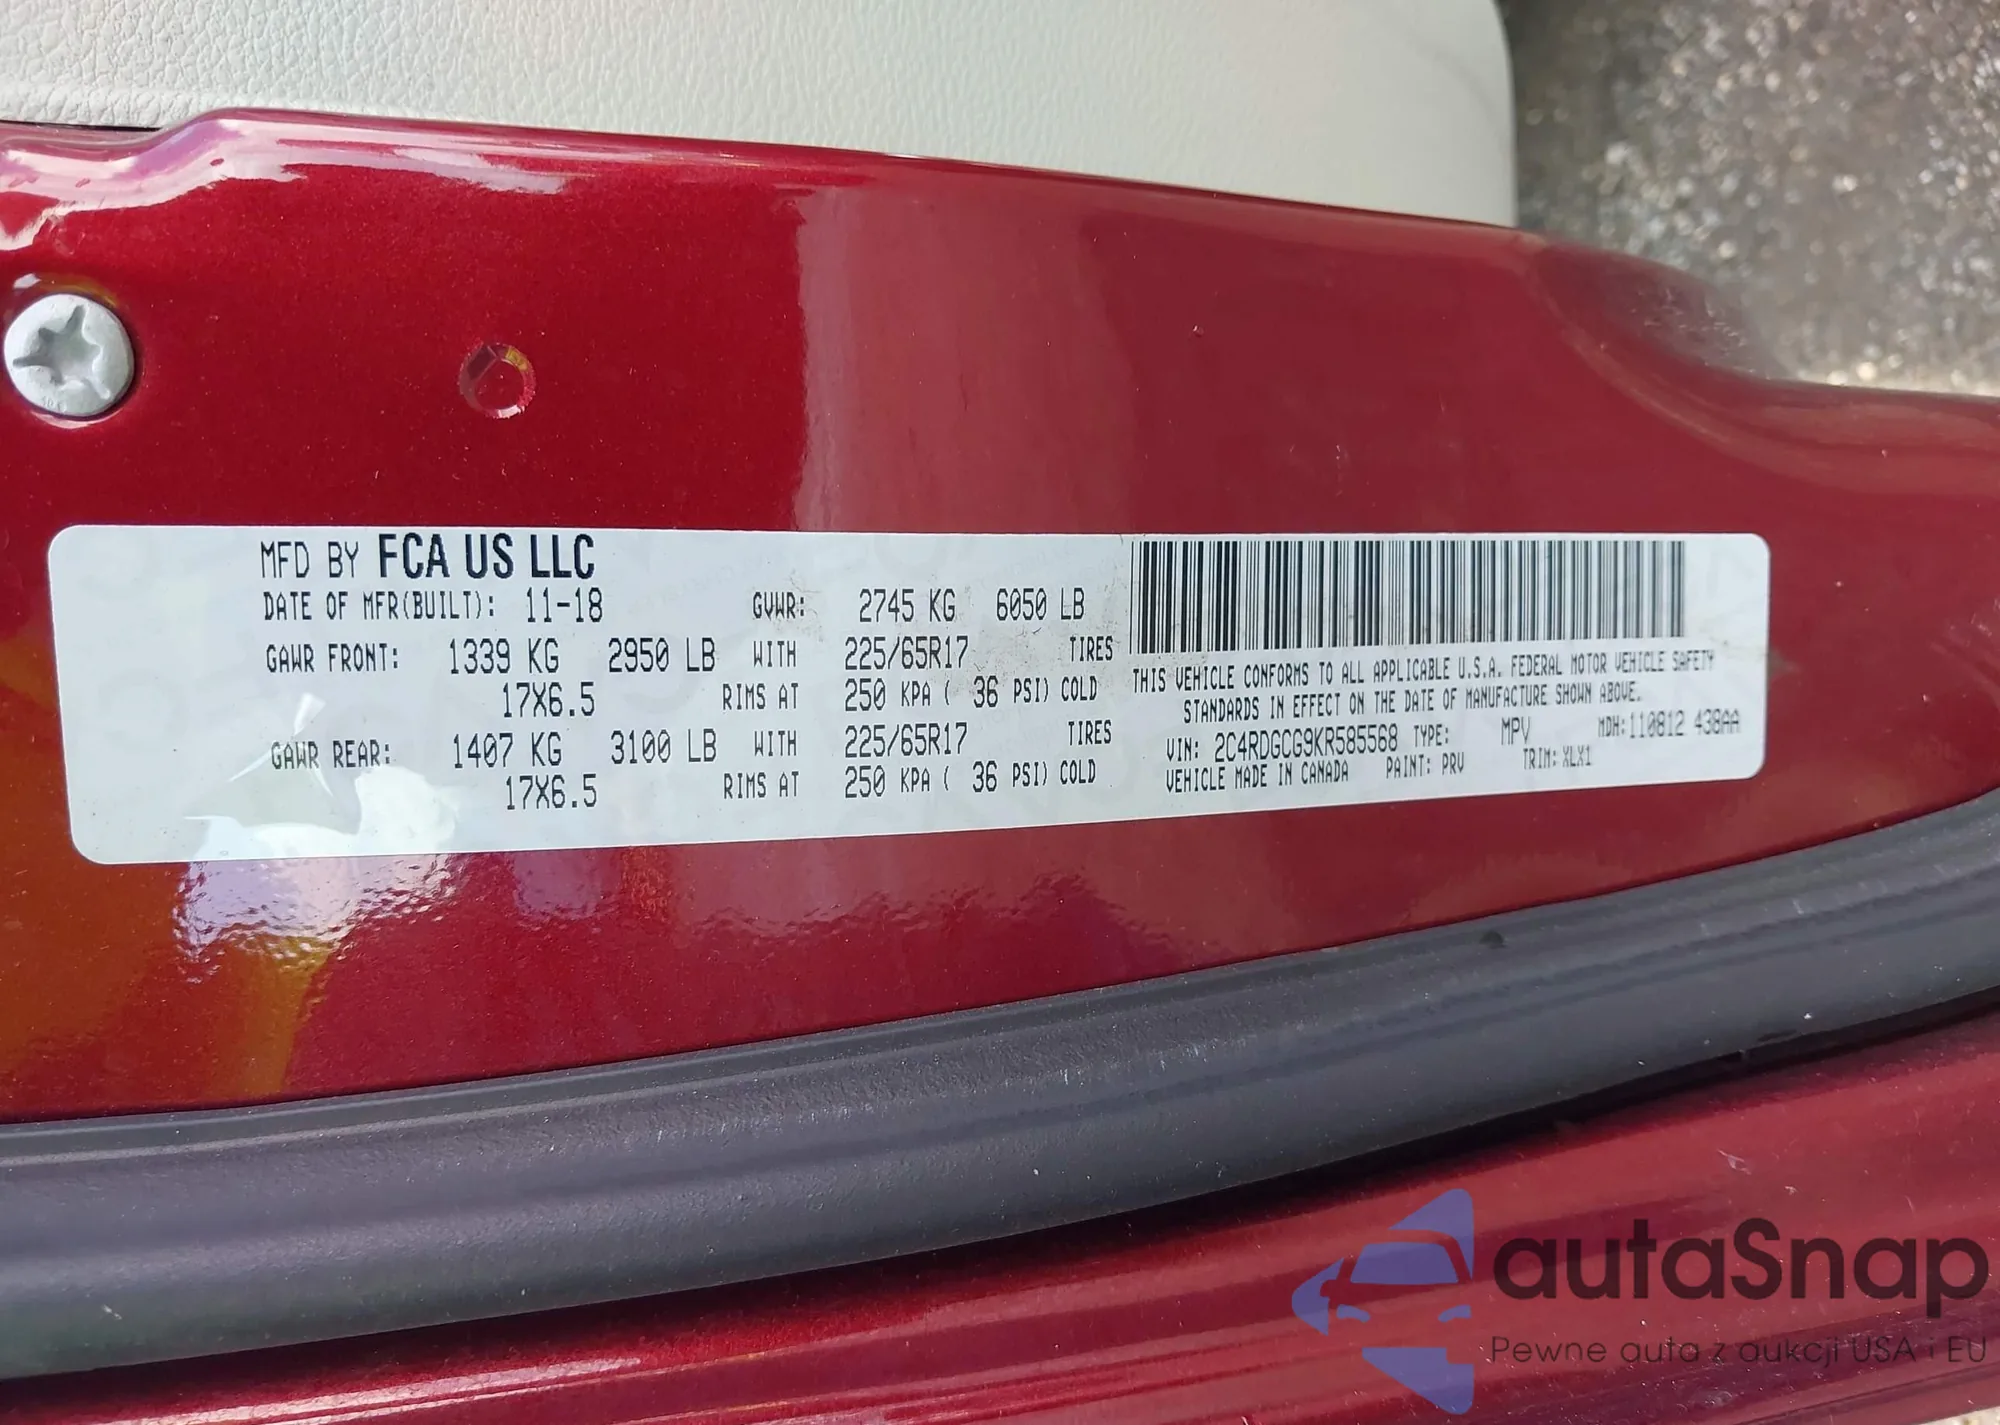 MFD BY FCA US LLC
DATE OF MFR(BUILT): 11-18 GVWR: 2745 KG 6050 LB
GAWR FRONT: 1339 KG 2950 LB WITH 225/65R17 TIRES
17X6.5 RIMS AT 250 KPA ( 36 PSI) COLD
GAWR REAR: 1407 KG 3100 LB WITH 225/65R17 TIRES
17X6.5 RIMS AT 250 KPA ( 36 PSI) COLD
THIS VEHICLE CONFORMS TO ALL APPLICABLE U.S.A. FEDERAL MOTOR VEHICLE SAFETY
STANDARDS IN EFFECT ON THE DATE OF MANUFACTURE SHOWN ABOVE.
VIN: 2C4RDGCG9KR585568 TYPE: MPV MDH:110812 438AA
VEHICLE MADE IN CANADA PAINT: PRV TRIM: XLX1
autaSnap
Pewne auta z aukcji USA i EU